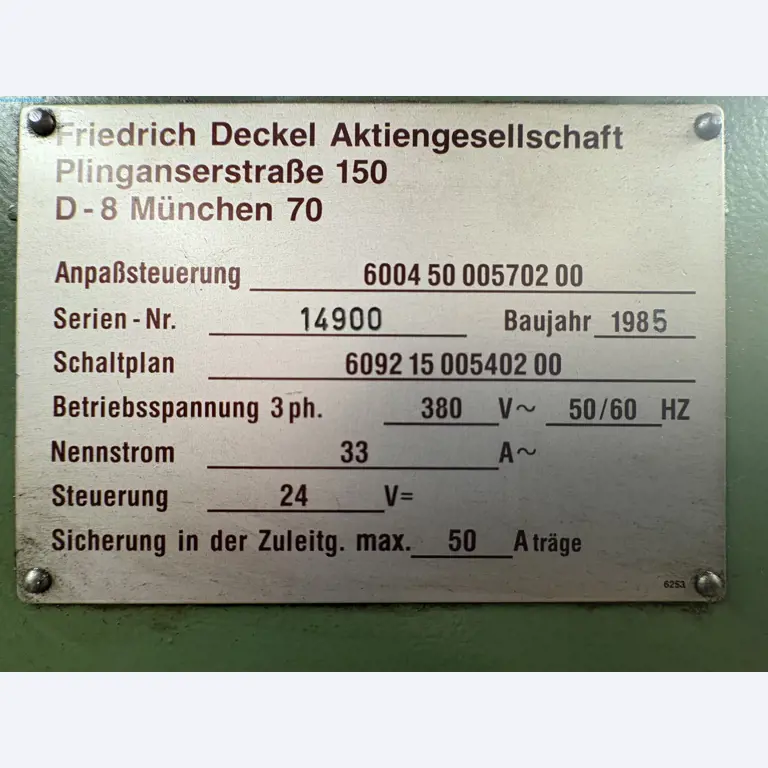 Friedrich Deckel Aktiengesellschaft
Plinganserstraße 150
D-8 München 70
Anpaßsteuerung 6004 50 005702 00
Serien-Nr. 14900 Baujahr 1985
Schaltplan 6092 15 005402 00
Betriebsspannung 3 ph. 380 V~ 50/60 HZ
Nennstrom 33 A~
Steuerung 24 V=
Sicherung in der Zuleitg. max. 50 A träge
6253